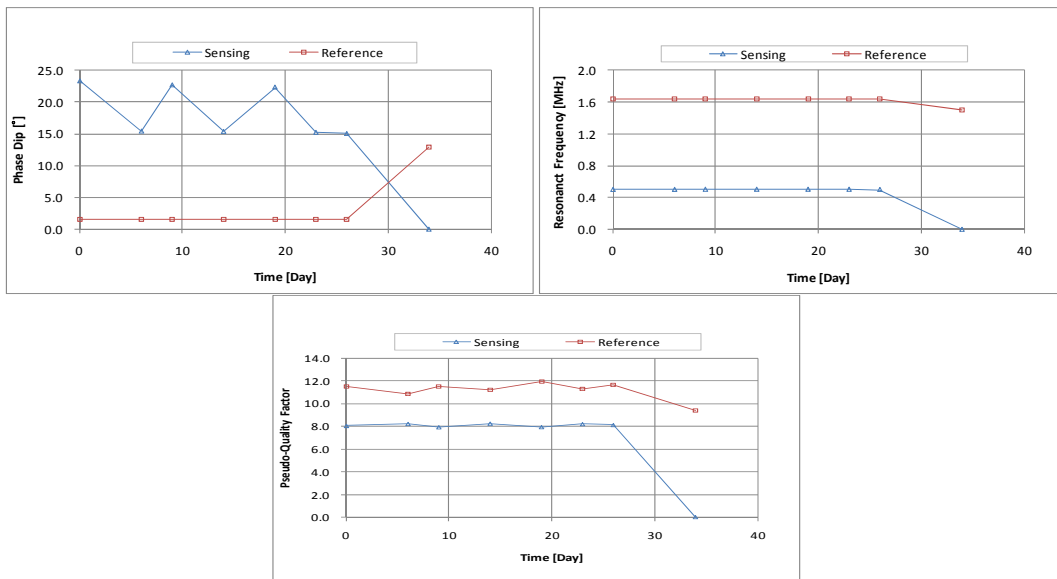 Sensing Reference
25.0
20.0
15.0
10.0
5.0
0.0
Phase Dip [°]
0 10 20 30 40
Time [Day]
Sensing Reference
2.0
1.6
1.2
0.8
0.4
0.0
Resonanct Frequency [MHz]
0 10 20 30 40
Time [Day]
Sensing Reference
14.0
12.0
10.0
8.0
6.0
4.0
2.0
0.0
Pseudo-Quality Factor
0 10 20 30 40
Time [Day]